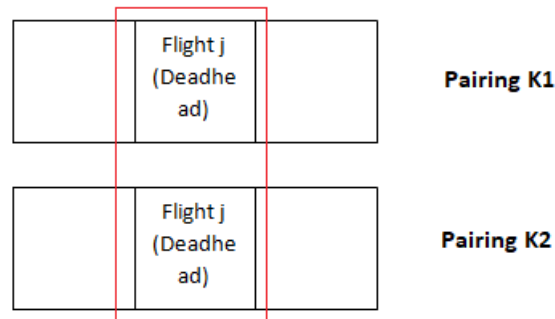 Flight j
(Deadhe
ad)
Pairing K1
Flight j
(Deadhe
ad)
Pairing K2